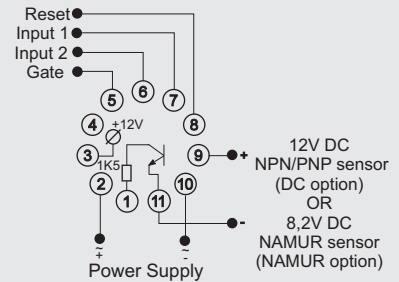 Reset
Input 1
Input 2
Gate
5
6
7
8
4
+12V
3
1K5
9
+
2
10
1
11
-
12V DC
NPN/PNP sensor
(DC option)
OR
8,2V DC
NAMUR sensor
(NAMUR option)
~
+
~
-
Power Supply